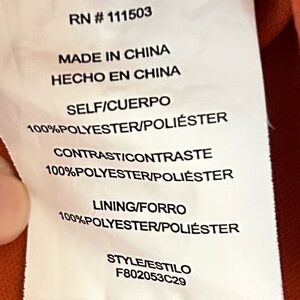 RN # 111503
MADE IN CHINA
HECHO EN CHINA
SELF/CUERPO
100%POLYESTER/POLIÉSTER
CONTRAST/CONTRASTE
100%POLYESTER/POLIÉSTER
LINING/FORRO
100%POLYESTER/POLIÉSTER
STYLE/ESTILO
F802053C29